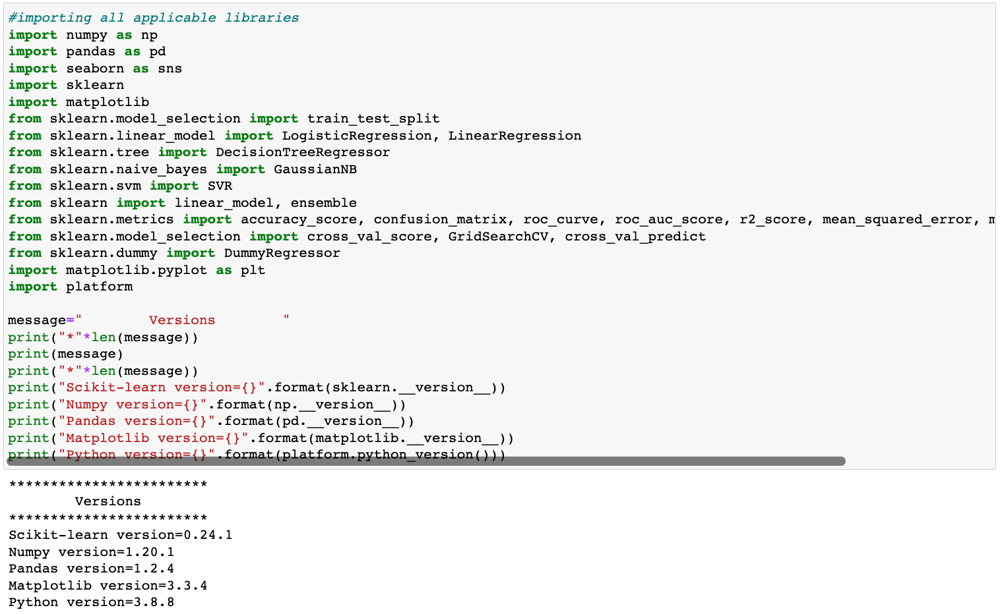 #importing all applicable libraries
import numpy as np
import pandas as pd
import seaborn as sns
import sklearn
import matplotlib
from sklearn.model_selection import train_test_split
from sklearn.linear_model import LogisticRegression, LinearRegression
from sklearn.tree import DecisionTreeRegressor
from sklearn.naive_bayes import GaussianNB
from sklearn.svm import SVR
from sklearn import linear_model, ensemble
from sklearn.metrics import accuracy_score, confusion_matrix, roc_curve, roc_auc_score, r2_score, mean_squared_error,
from sklearn.model_selection import cross_val_score, GridSearchCV, cross_val_predict
from sklearn.dummy import DummyRegressor
import matplotlib.pyplot as plt
import platform
message="        Versions        "
print("*"*len(message))
print(message)
print("*"*len(message))
print("Scikit-learn version={}".format(sklearn.__version__))
print("Numpy version={}".format(np.__version__))
print("Pandas version={}".format(pd.__version__))
print("Matplotlib version={}".format(matplotlib.__version__))
print("Python version={}".format(platform.python_version()))
************************
        Versions
************************
Scikit-learn version=0.24.1
Numpy version=1.20.1
Pandas version=1.2.4
Matplotlib version=3.3.4
Python version=3.8.8